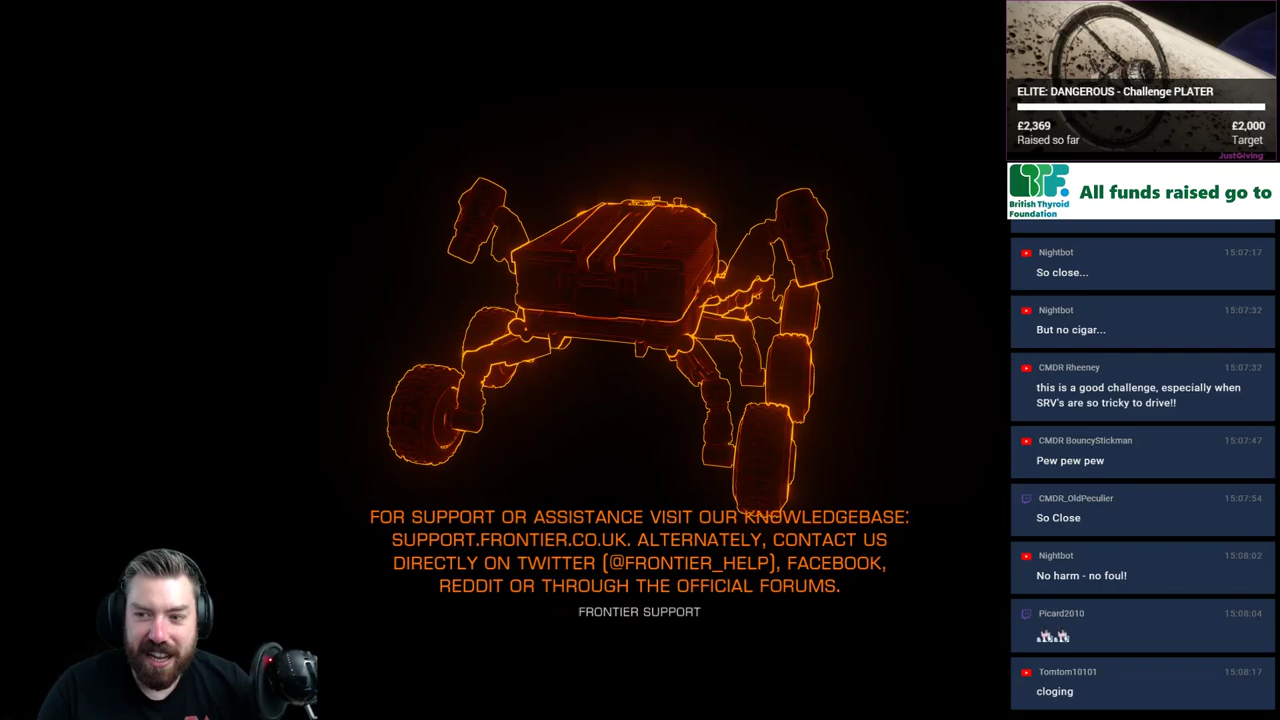 ELITE: DANGEROUS - Challenge PLATER
£2,369
£2,000
Raised so far
Target
JustGiving
BTF
British Thyroid
Foundation
All funds raised go to
Nightbot
15:07:17
So close...
Nightbot
15:07:32
But no cigar...
CMDR Rheeney
15:07:32
this is a good challenge, especially when
SRV's are so tricky to drive!!
CMDR BouncyStickman
15:07:47
Pew pew pew
CMDR_OldPeculier
15:07:54
So Close
Nightbot
15:08:02
No harm - no foul!
Picard2010
15:08:04
Tomtom10101
15:08:17
cloging
FOR SUPPORT OR ASSISTANCE VISIT OUR KNOWLEDGEBASE:
SUPPORT.FRONTIER.CO.UK. ALTERNATELY, CONTACT US
DIRECTLY ON TWITTER (@FRONTIER_HELP), FACEBOOK,
REDDIT OR THROUGH THE OFFICIAL FORUMS.
FRONTIER SUPPORT